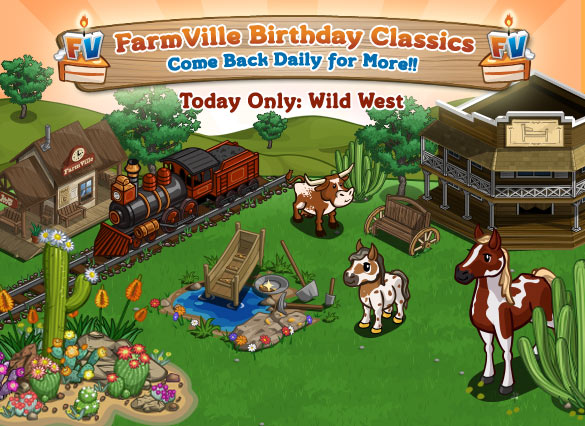 FarmVille Birthday Classics
FV
FV
Come Back Daily for More!!
Today Only: Wild West
FarmVille